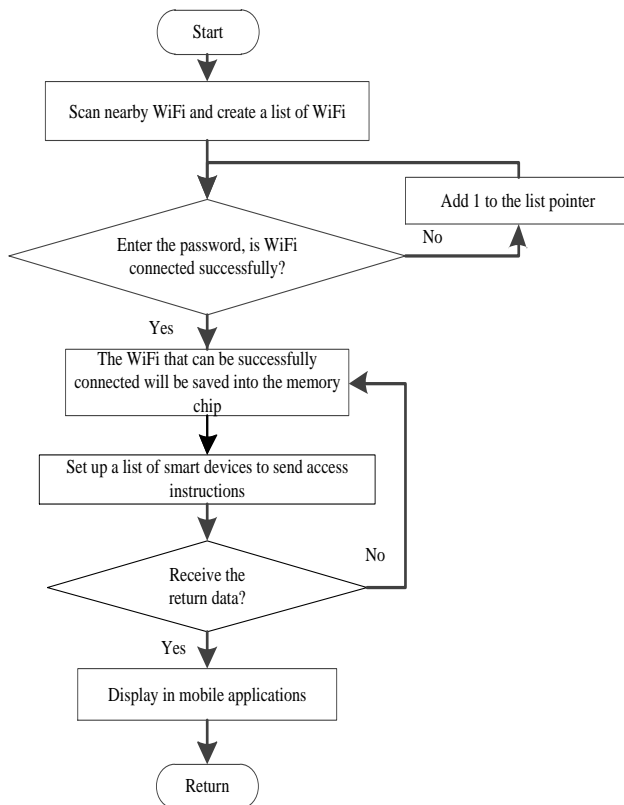 Start
Scan nearby WiFi and create a list of WiFi
Add 1 to the list pointer
No
Enter the password, is WiFi
connected successfully?
Yes
The WiFi that can be successfully
connected will be saved into the memory
chip
Set up a list of smart devices to send access
instructions
No
Receive the
return data?
Yes
Display in mobile applications
Return